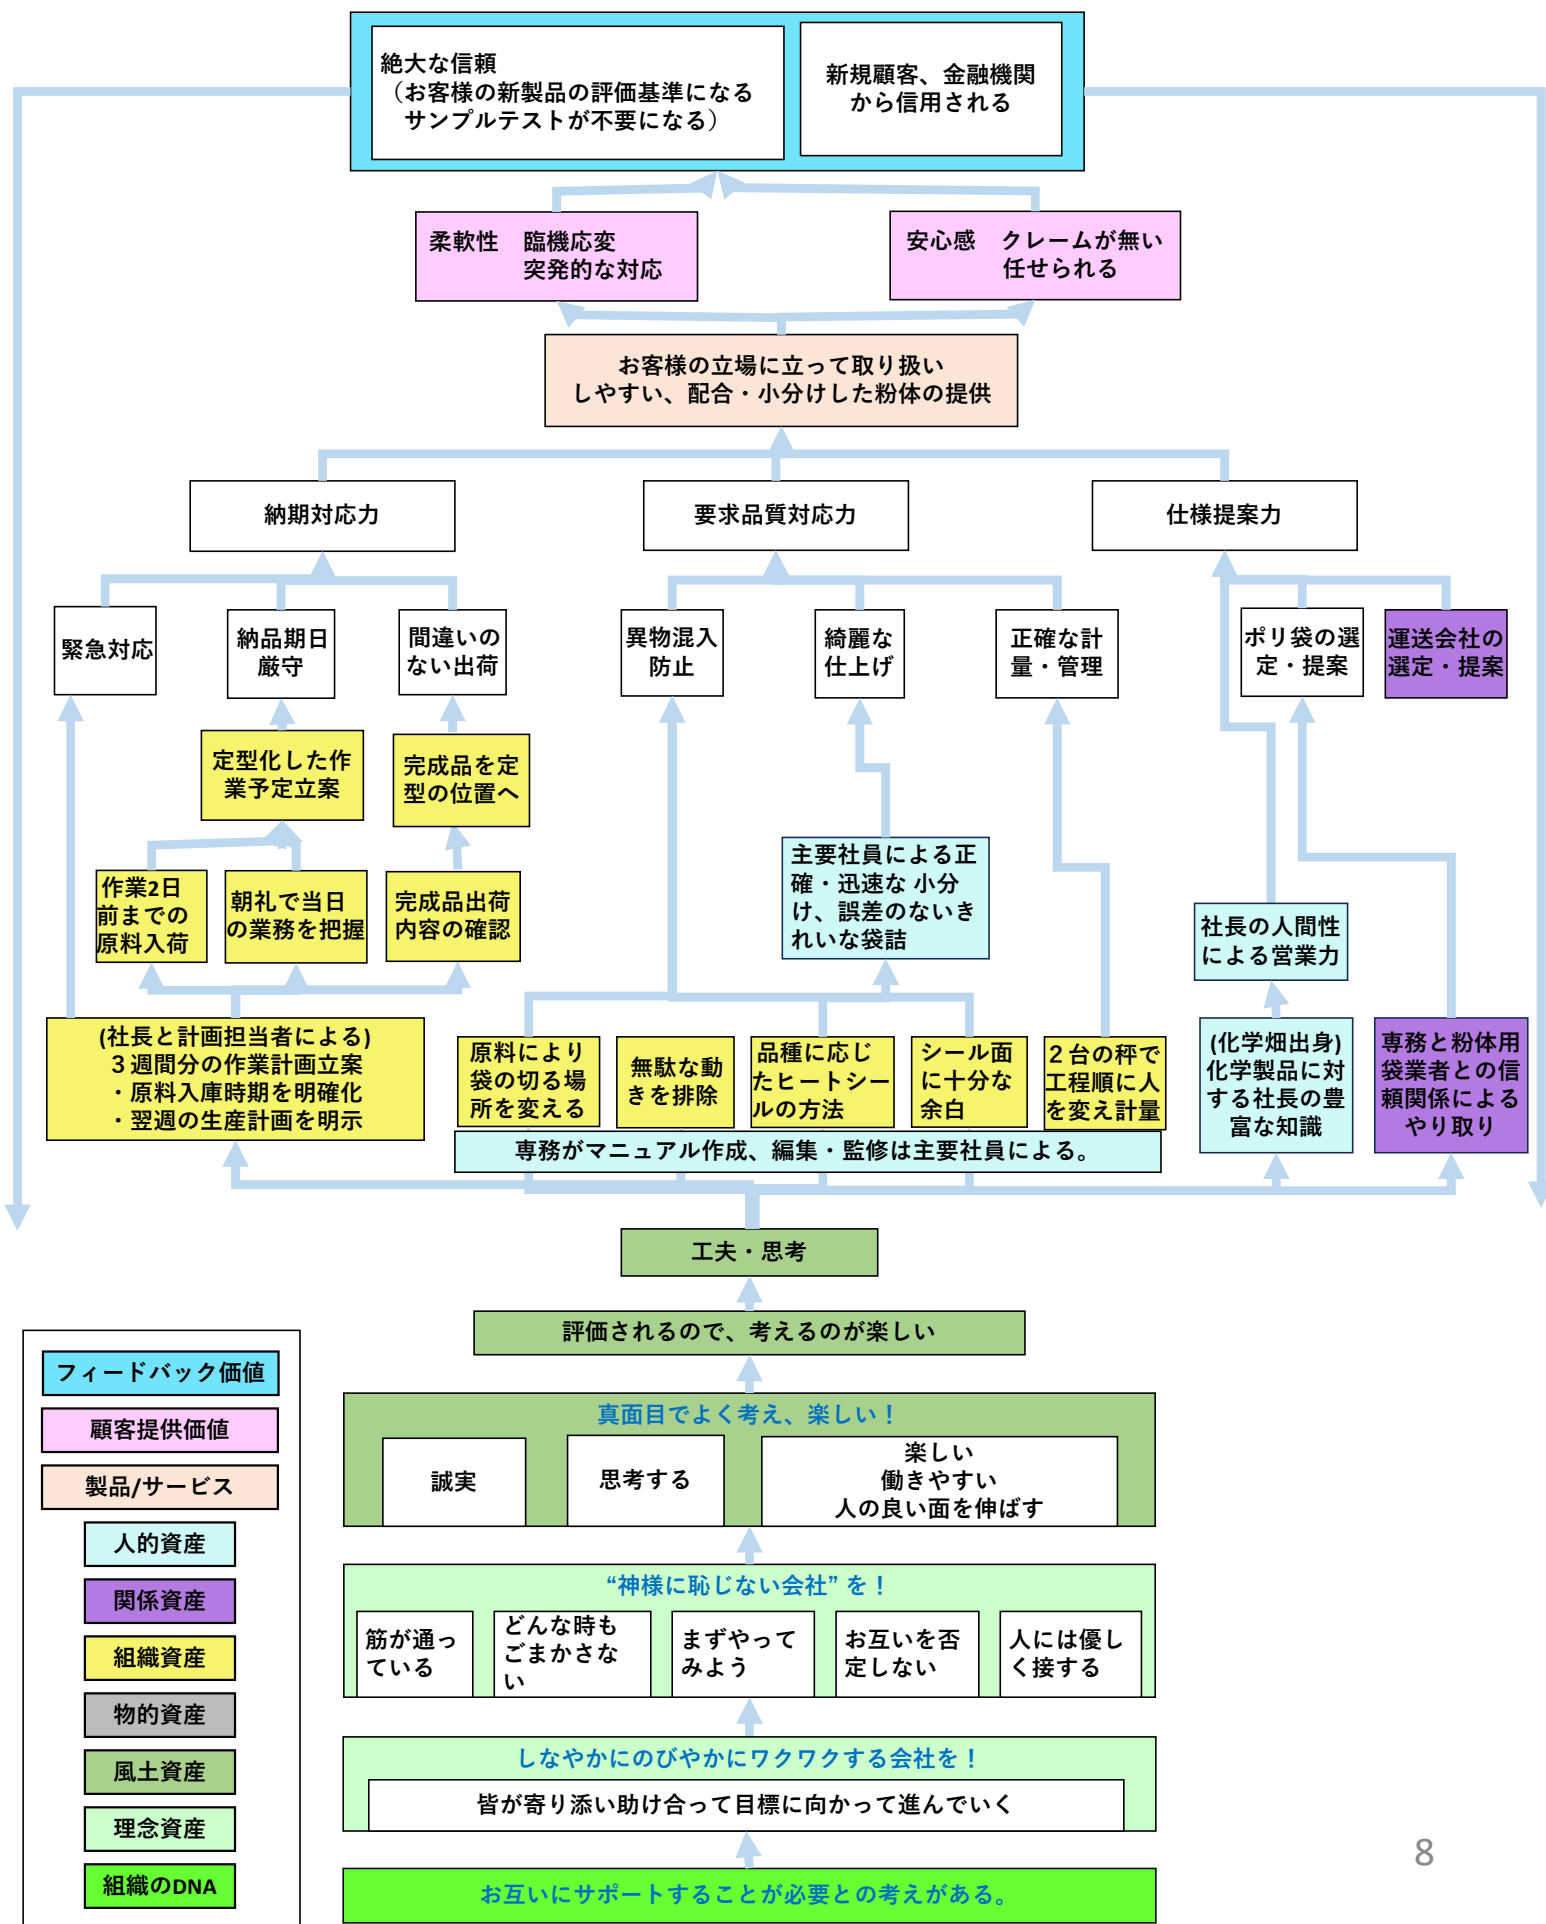 絶大な信頼
（お客様の新製品の評価基準になる
サンプルテストが不要になる）
新規顧客、金融機関
から信用される
柔軟性　臨機応変
突発的な対応
安心感　クレームが無い
任せられる
お客様の立場に立って取り扱い
しやすい、配合・小分けした粉体の提供
納期対応力
要求品質対応力
仕様提案力
緊急対応
納品期日
厳守
間違いの
ない出荷
異物混入
防止
綺麗な
仕上げ
正確な計
量・管理
ポリ袋の選
定・提案
運送会社の
選定・提案
定型化した作
業予定立案
完成品を定
型の位置へ
作業2日
前までの
原料入荷
朝礼で当日
の業務を把握
完成品出荷
内容の確認
主要社員による正
確・迅速な 小分
け、誤差のないき
れいな袋詰
社長の人間性
による営業力
(社長と計画担当者による)
３週間分の作業計画立案
・原料入庫時期を明確化
・翌週の生産計画を明示
原料により
袋の切る場
所を変える
無駄な動
きを排除
品種に応じ
たヒートシー
ルの方法
シール面
に十分な
余白
２台の秤で
工程順に人
を変え計量
(化学畑出身)
化学製品に対
する社長の豊
富な知識
専務と粉体用
袋業者との信
頼関係による
やり取り
専務がマニュアル作成、編集・監修は主要社員による。
工夫・思考
評価されるので、考えるのが楽しい
真面目でよく考え、楽しい！
誠実
思考する
楽しい
働きやすい
人の良い面を伸ばす
“神様に恥じない会社” を！
筋が通っ
ている
どんな時も
ごまかさな
い
まずやって
みよう
お互いを否
定しない
人には優し
く接する
しなやかにのびやかにワクワクする会社を！
皆が寄り添い助け合って目標に向かって進んでいく
お互いにサポートすることが必要との考えがある。
フィードバック価値
顧客提供価値
製品/サービス
人的資産
関係資産
組織資産
物的資産
風土資産
理念資産
組織のDNA
8